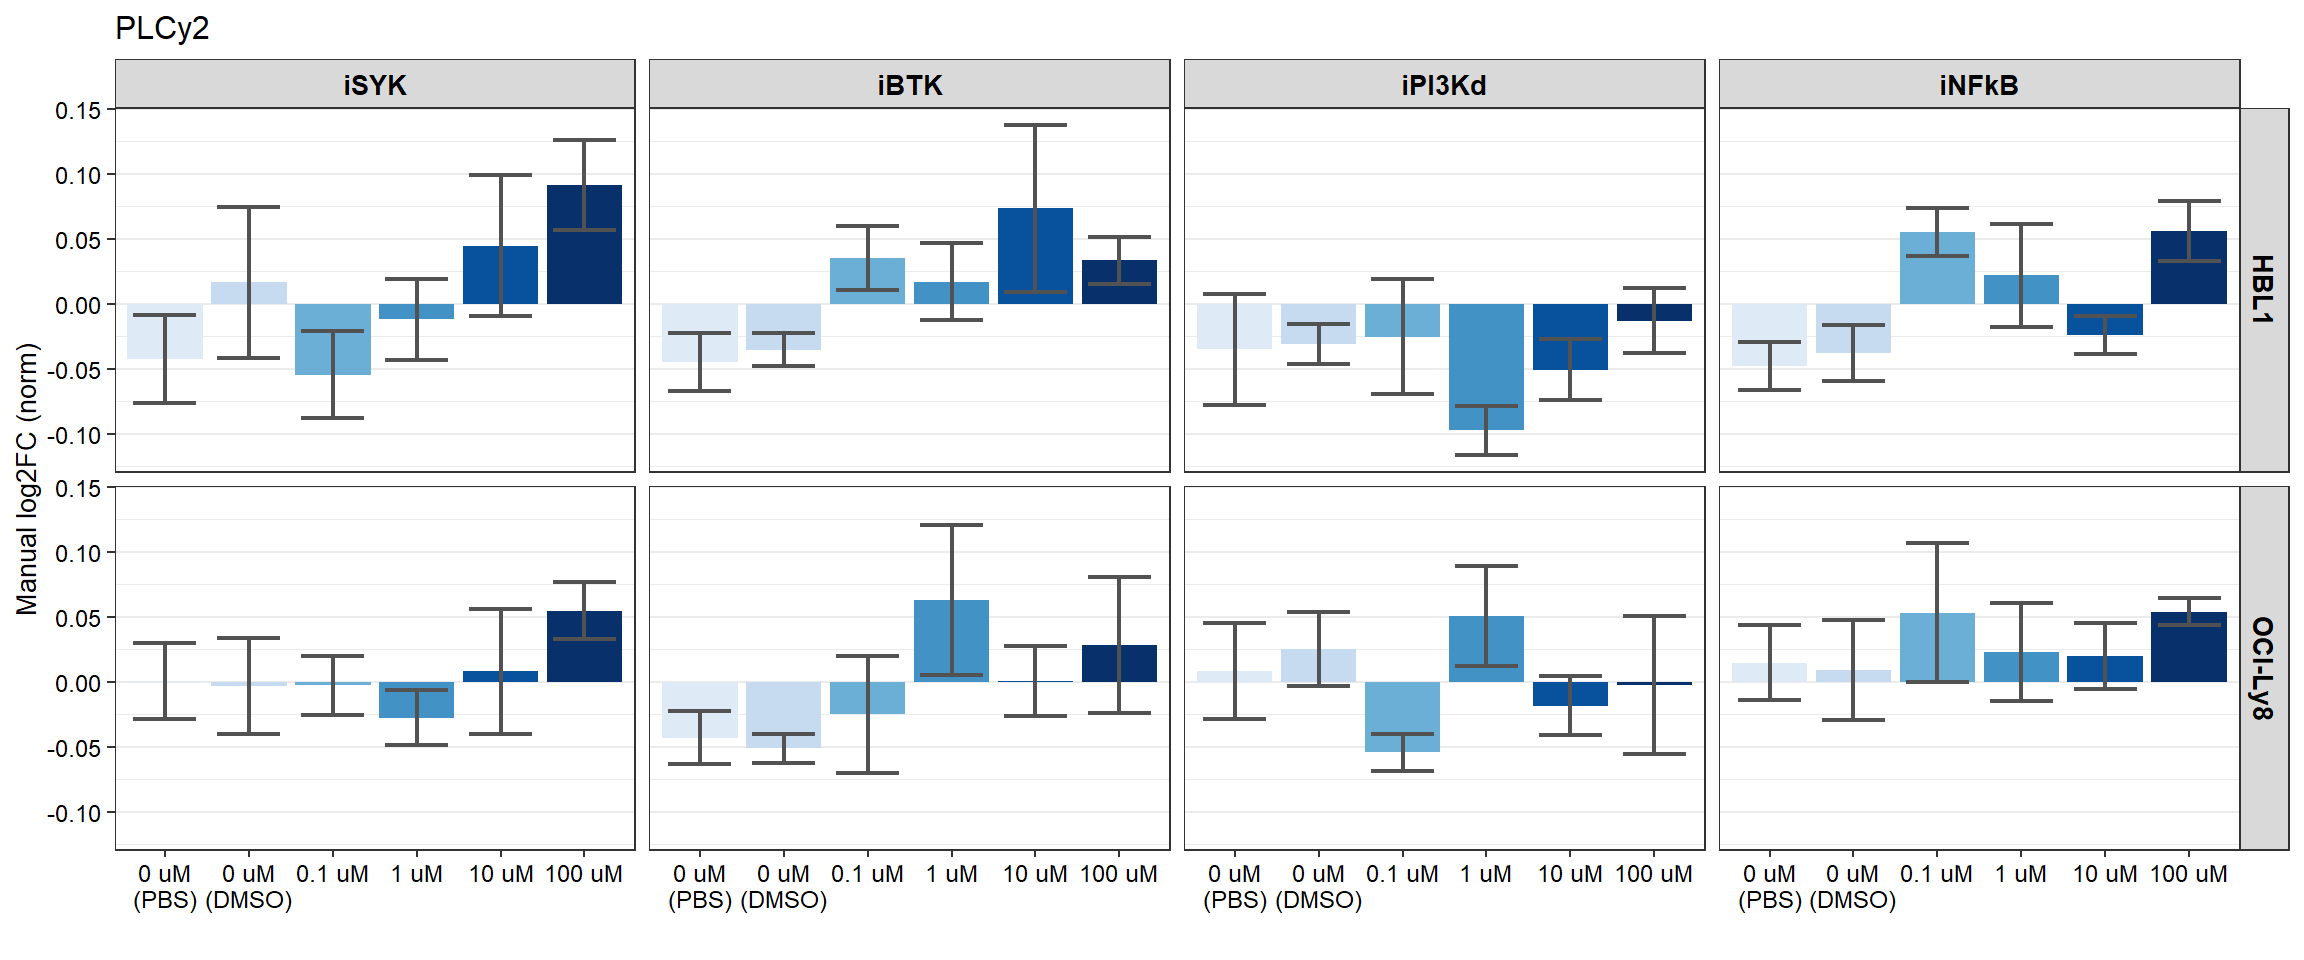 PLCy2
iSYK
iBTK
iPI3Kd
iNFkB
Manual log2FC (norm)
0.15
0.10
0.05
0.00
-0.05
-0.10
HBL1
0.15
0.10
0.05
0.00
-0.05
-0.10
OCI-Ly8
0 uM 0 uM 0.1 uM 1 uM 10 uM 100 uM
(PBS) (DMSO)
0 uM 0 uM 0.1 uM 1 uM 10 uM 100 uM
(PBS) (DMSO)
0 uM 0 uM 0.1 uM 1 uM 10 uM 100 uM
(PBS) (DMSO)
0 uM 0 uM 0.1 uM 1 uM 10 uM 100 uM
(PBS) (DMSO)